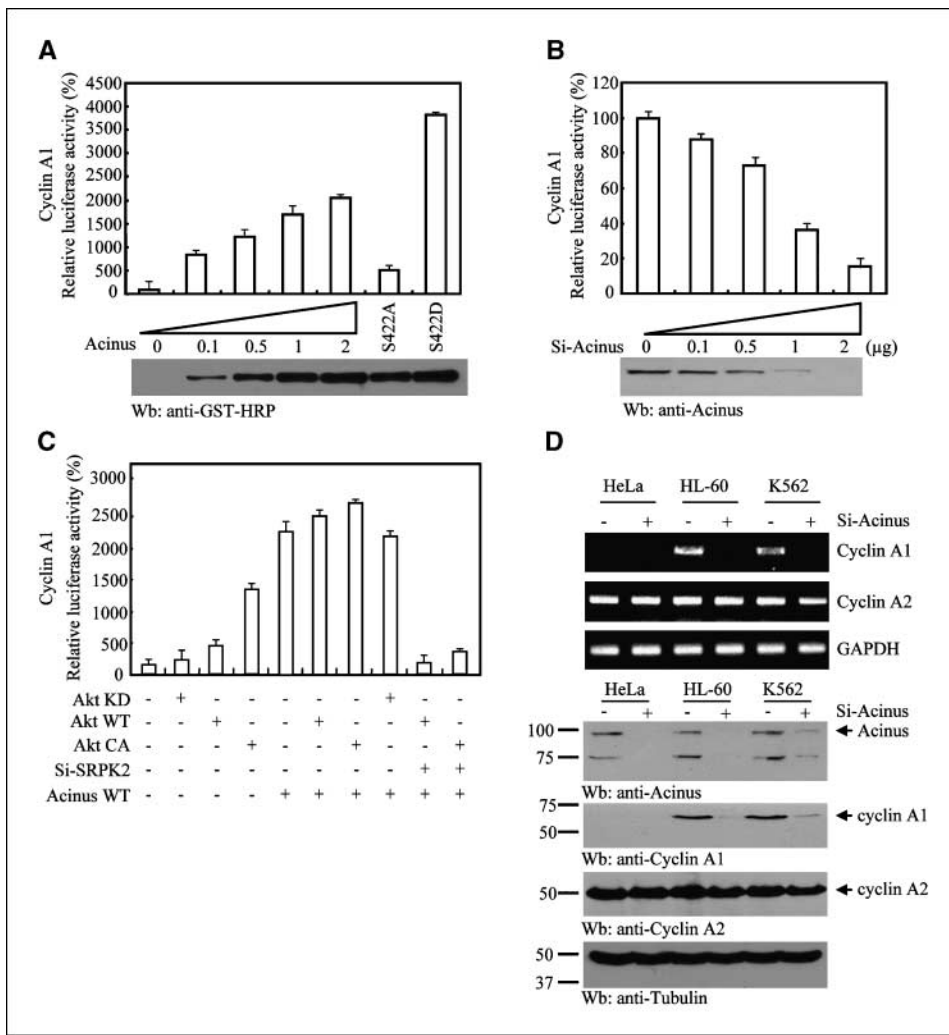 A
Cyclin A1
Relative luciferase activity (%)
4500
4000
3500
3000
2500
2000
1500
1000
500
0
Acinus 0 0.1 0.5 1 2 S422A S422D
Wb: anti-GST-HRP
B
Cyclin A1
Relative luciferase activity (%)
120
100
80
60
40
20
0
Si-Acinus 0 0.1 0.5 1 2 (μg)
Wb: anti-Acinus
C
Cyclin A1
Relative luciferase activity (%)
3000
2500
2000
1500
1000
500
0
Akt KD - + - - - - - + - -
Akt WT - - + - - + - - + -
Akt CA - - - + - - + - - +
Si-SRPK2 - - - - - - - - + +
Acinus WT - - - - + + + + + +
D
HeLa HL-60 K562
- + - + - + Si-Acinus
Cyclin A1
Cyclin A2
GAPDH
HeLa HL-60 K562
- + - + - + Si-Acinus
100 Acinus
75
Wb: anti-Acinus
75 cyclin A1
50
Wb: anti-Cyclin A1
50 cyclin A2
Wb: anti-Cyclin A2
50
37
Wb: anti-Tubulin